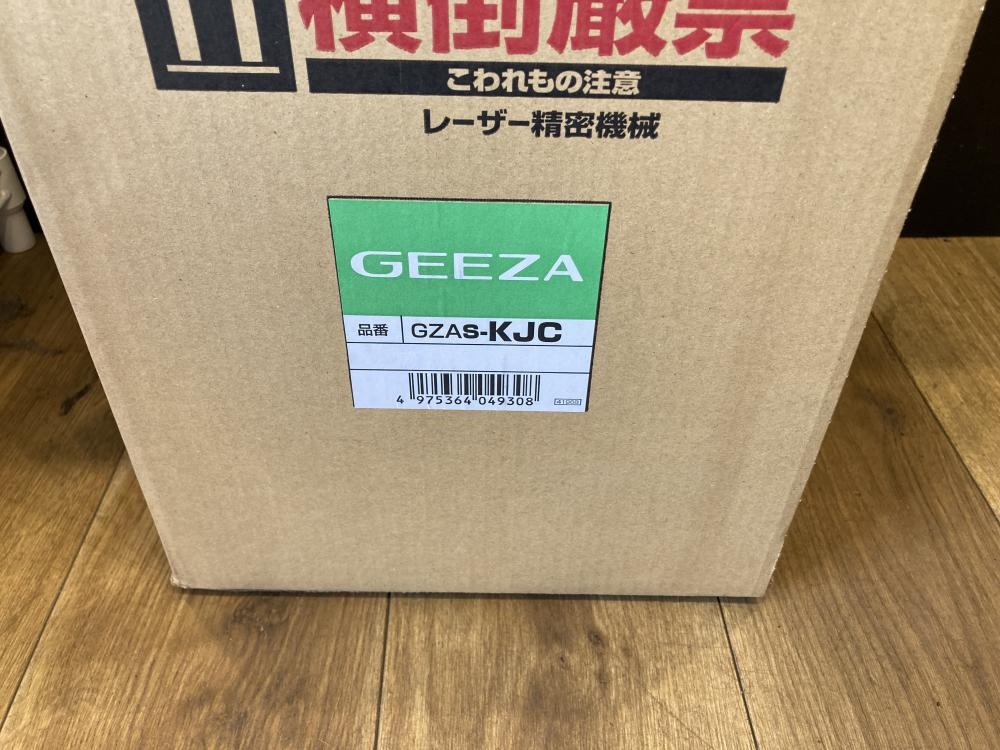 横倒厳禁
こわれもの注意
レーザー精密機械
GEEZA
品番 GZAS-KJC
4 975364 049308